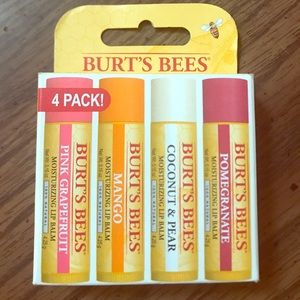 BURT'S BEES
4 PACK!
PINK GRAPEFRUIT
BURT'S BEES
MOISTURIZING LIP BALM
MANGO
BURT'S BEES
MOISTURIZING LIP BALM
COCONUT & PEAR
BURT'S BEES
MOISTURIZING LIP BALM
POMEGRANATE
BURT'S BEES
MOISTURIZING LIP BALM